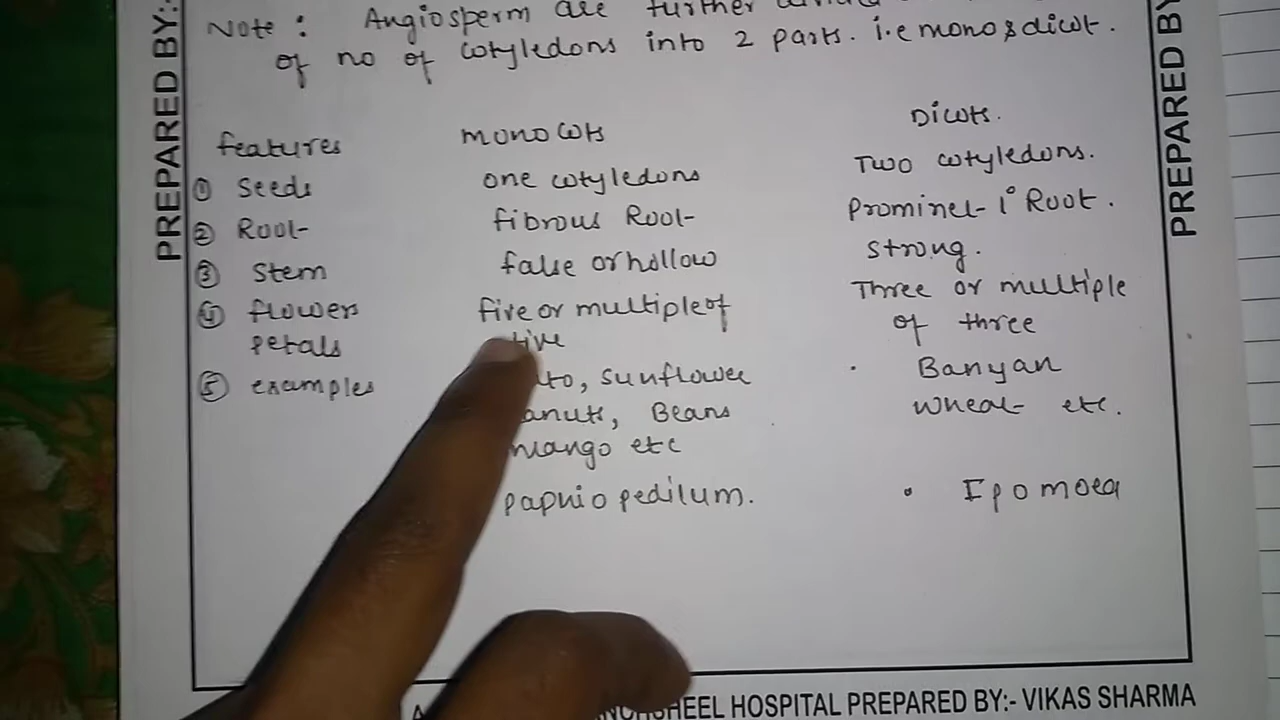 Note : Angiosperm are further
of no of cotyledons into 2 parts. i.e mono & dicot.
features monocots Dicots.
① Seeds one cotyledons Two cotyledons.
② Root fibrous Root Prominet 1° Root.
③ Stem false or hollow strong.
④ flowers five or multiple of Three or multiple
petals five of three
⑤ examples sunflower Banyan
Beans wheat etc.
mango etc
paphiopedilum. Ipomoea
HOSPITAL PREPARED BY:- VIKAS SHARMA
PREPARED BY:-
PREPARED BY